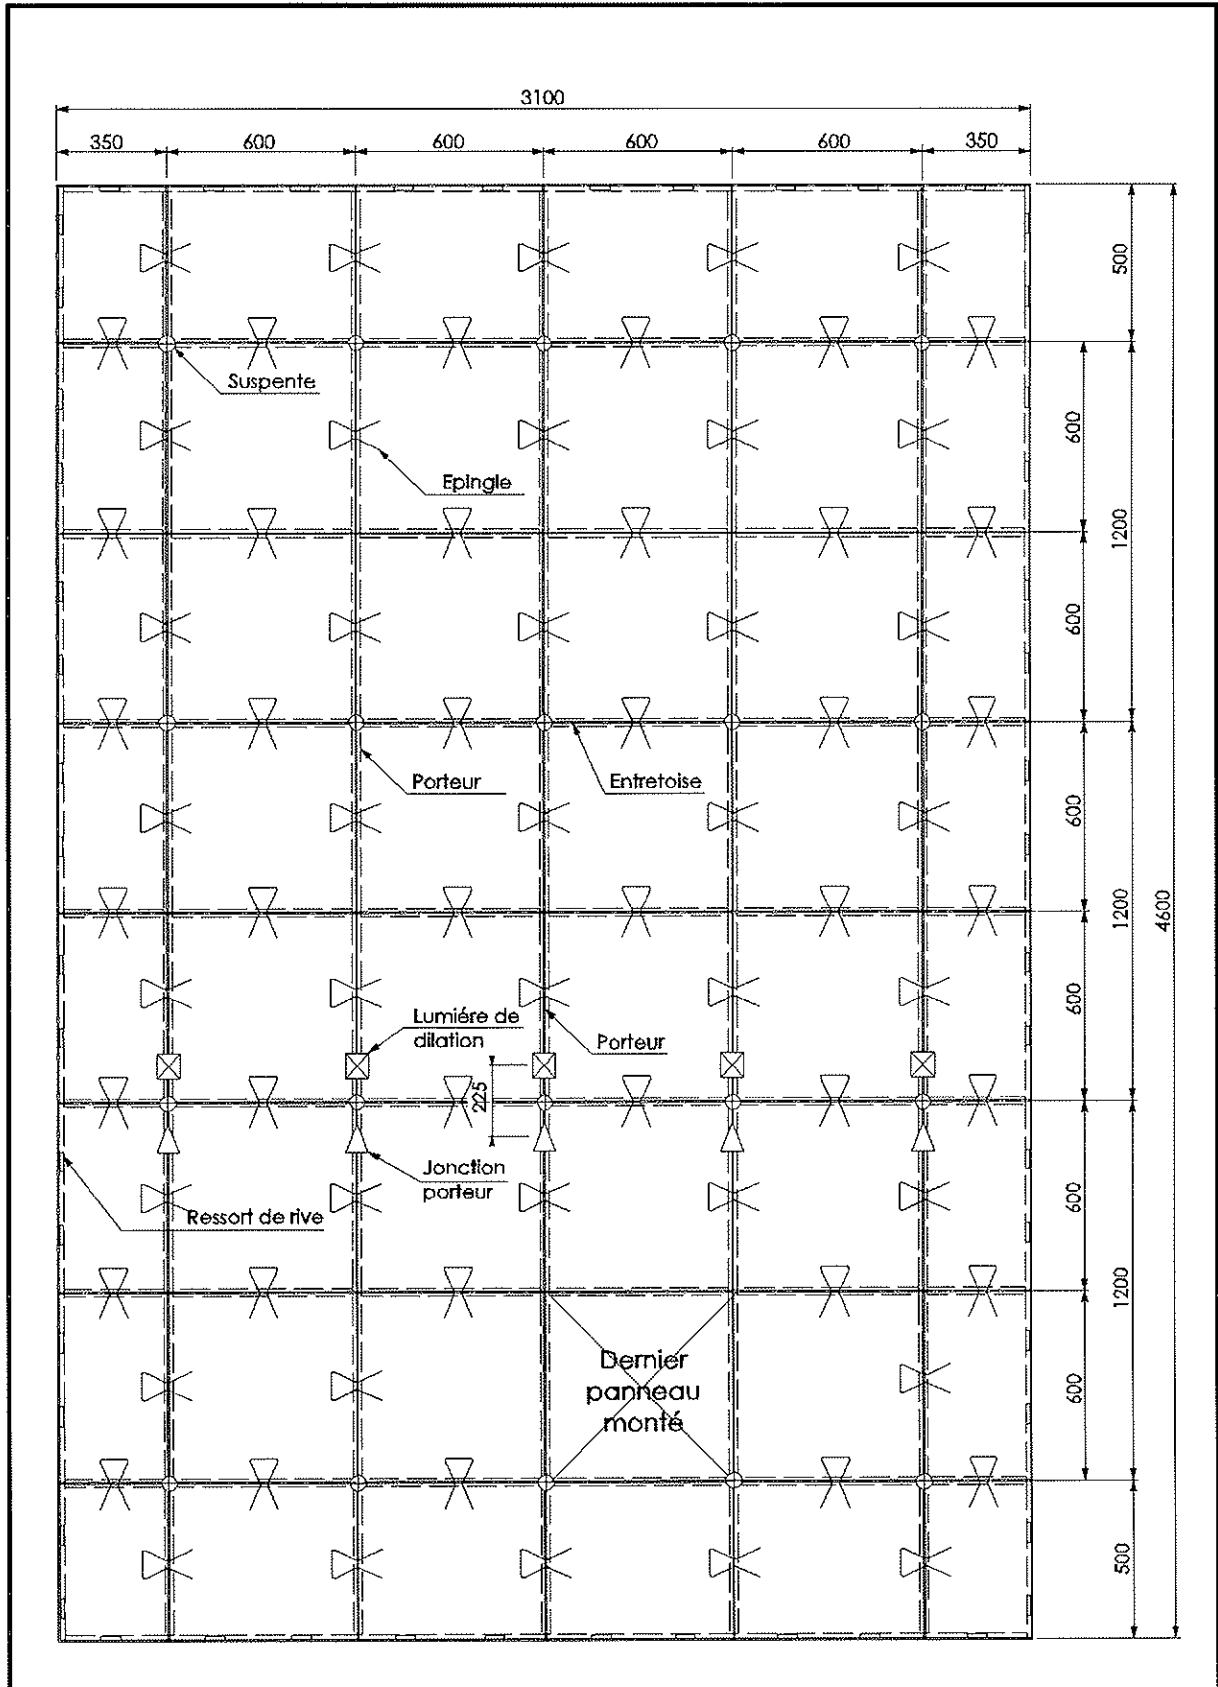 3100
350
600
600
600
600
350
500
Suspente
600
Epingle
1200
600
Porteur
Entretoise
600
1200
4600
600
Lumiére de
dilation
Porteur
225
Jonction
porteur
600
Ressort de rive
1200
Dernier
panneau
monté
600
500